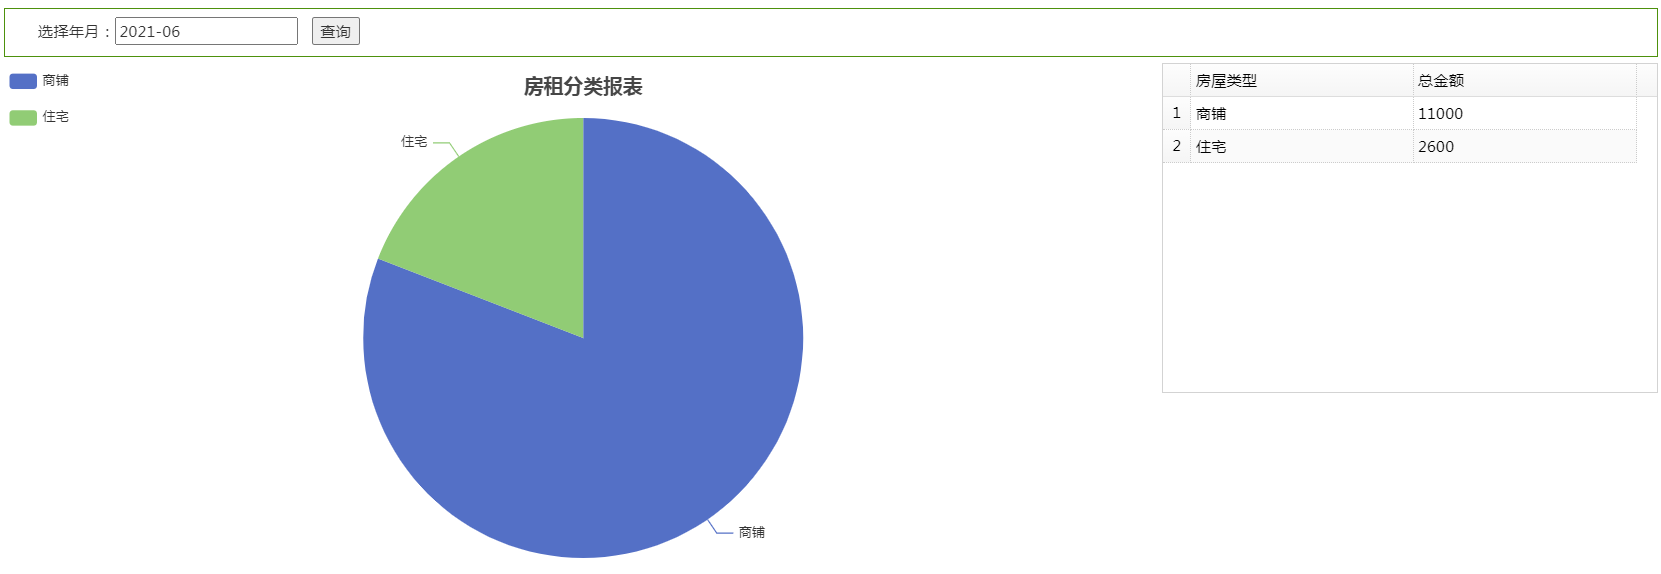 选择年月：2021-06 查询
商铺
住宅
房租分类报表
住宅
商铺
房屋类型 总金额
1 商铺 11000
2 住宅 2600